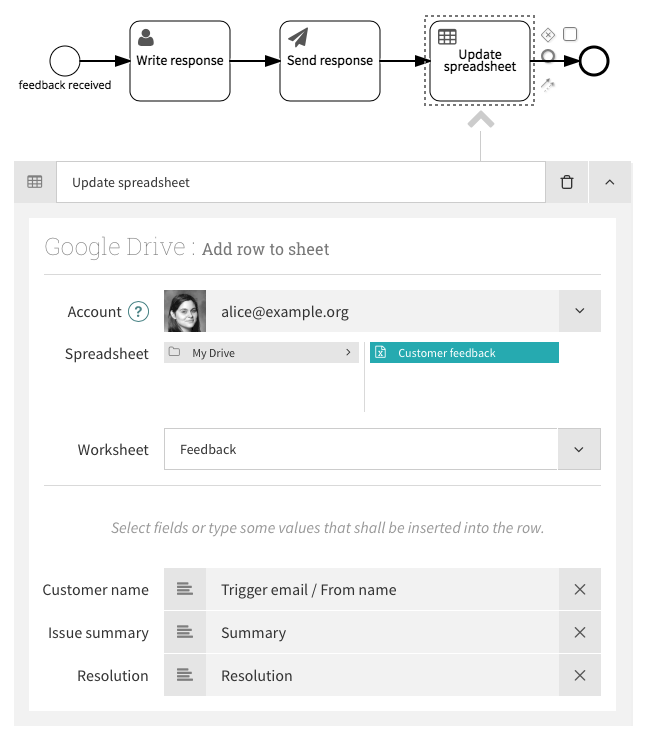 feedback received
Write response
Send response
Update
spreadsheet
Update spreadsheet
Google Drive : Add row to sheet
Account ?
alice@example.org
Spreadsheet
My Drive
Customer feedback
Worksheet
Feedback
Select fields or type some values that shall be inserted into the row.
Customer name
Trigger email / From name
Issue summary
Summary
Resolution
Resolution